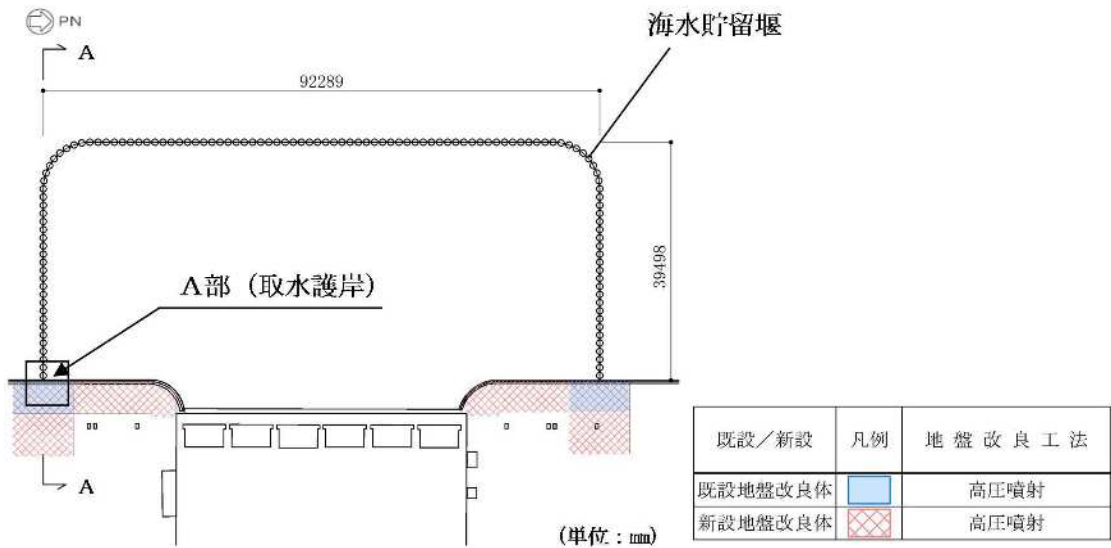 PN
A
海水貯留堰
92289
39498
A部（取水護岸）
A
(単位：mm)
既設／新設 凡例 地盤改良工法
既設地盤改良体 高圧噴射
新設地盤改良体 高圧噴射